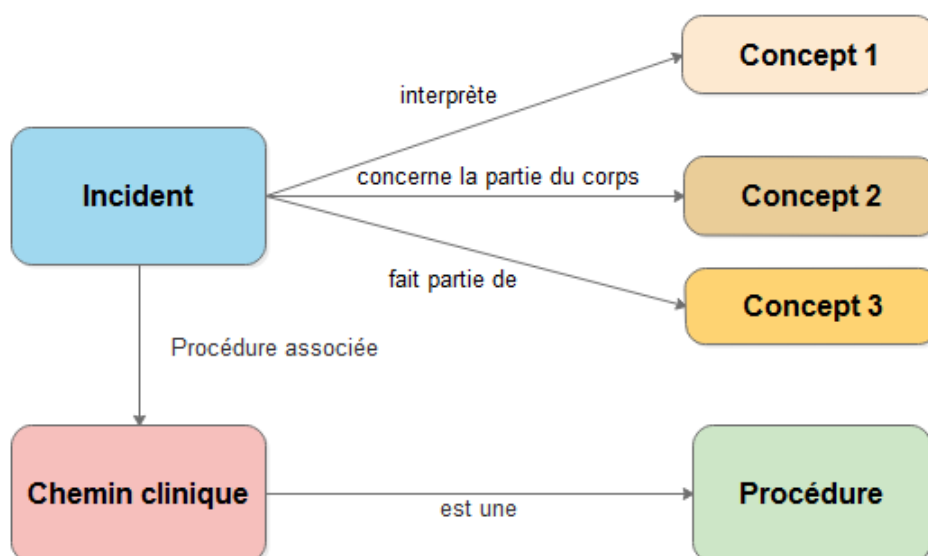 Concept 1
interprète
Incident
concerne la partie du corps
Concept 2
fait partie de
Concept 3
Procédure associée
Chemin clinique
est une
Procédure